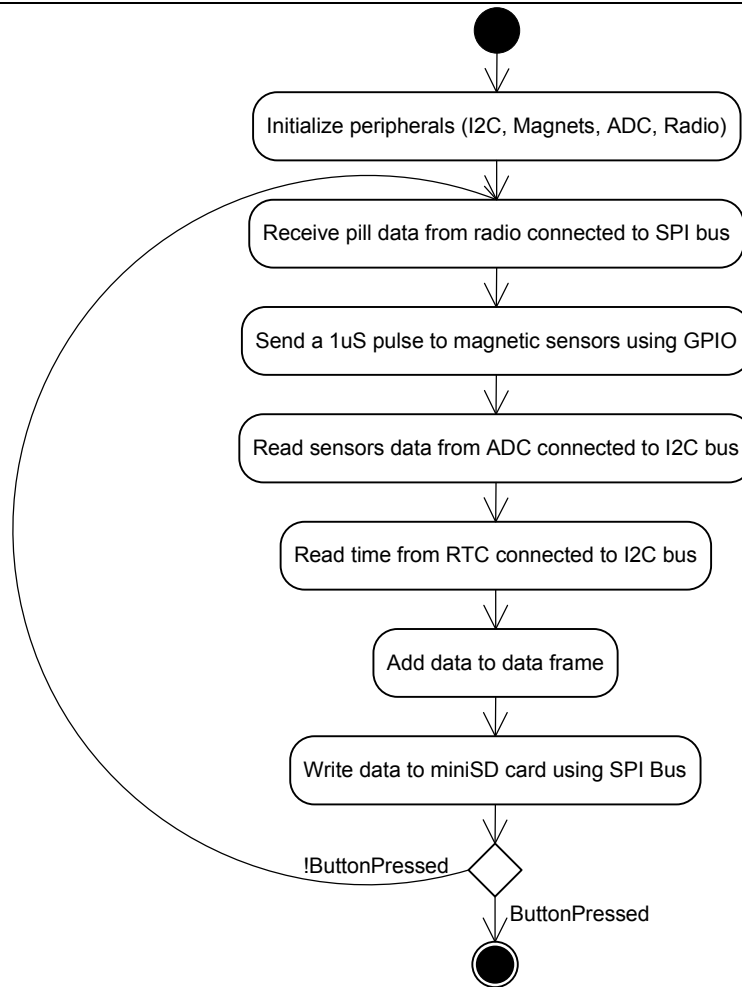 Initialize peripherals (I2C, Magnets, ADC, Radio)
Receive pill data from radio connected to SPI bus
Send a 1uS pulse to magnetic sensors using GPIO
Read sensors data from ADC connected to I2C bus
Read time from RTC connected to I2C bus
Add data to data frame
Write data to miniSD card using SPI Bus
!ButtonPressed
ButtonPressed